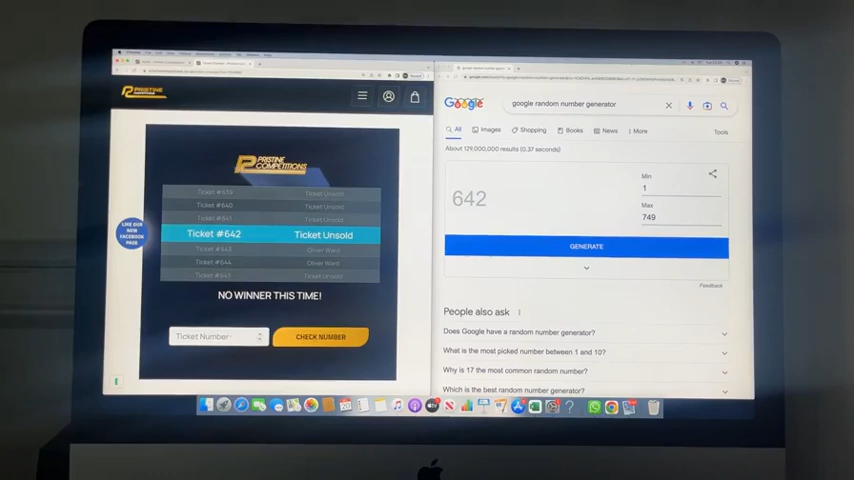 PRISTINE
COMPETITIONS
PRISTINE
COMPETITIONS
Ticket #639 Ticket Unsold
Ticket #640 Ticket Unsold
Ticket #641 Ticket Unsold
Ticket #642 Ticket Unsold
Ticket #643 Oliver Ward
Ticket #644 Oliver Ward
Ticket #645 Ticket Unsold
LIKE OUR
NEW
FACEBOOK
PAGE
NO WINNER THIS TIME!
Ticket Number
CHECK NUMBER
Google
google random number generator
All Images Shopping Books News More Tools
About 129,000,000 results (0.37 seconds)
642
Min
1
Max
749
GENERATE
Feedback
People also ask
Does Google have a random number generator?
What is the most picked number between 1 and 10?
Why is 17 the most common random number?
Which is the best random number generator?